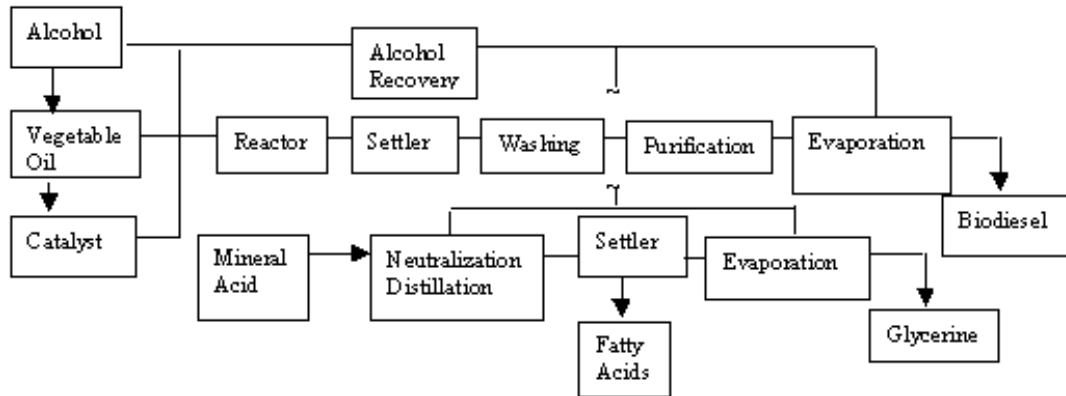 Alcohol
Alcohol
Recovery
Vegetable
Oil
Reactor
Settler
Washing
Purification
Evaporation
Biodiesel
Catalyst
Mineral
Acid
Neutralization
Distillation
Settler
Evaporation
Fatty
Acids
Glycerine